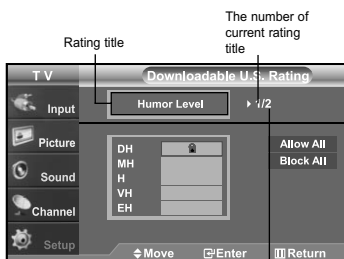 The number of
current rating
title
Rating title
TV
Downloadable U.S. Rating
Input
Humor Level
1/2
Picture
DH
Allow All
MH
Block All
Sound
H
VH
Channel
EH
Setup
Move Enter Return